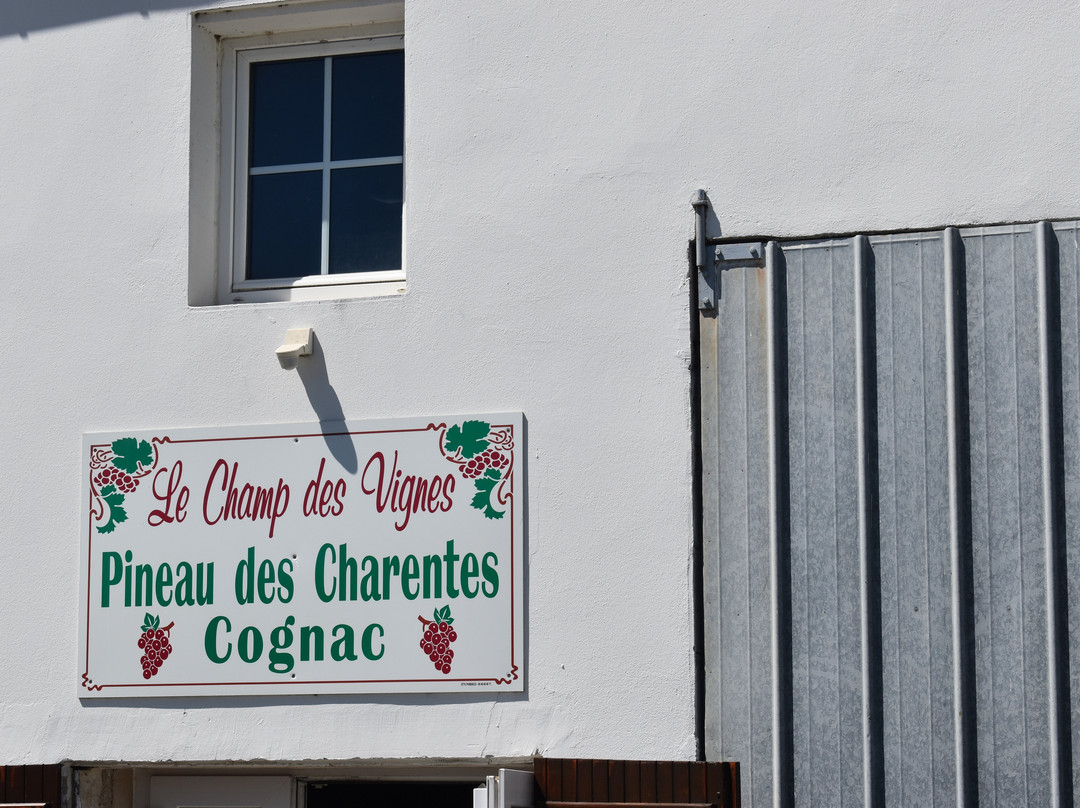 Le Champ des Vignes
Pineau des Charentes
Cognac